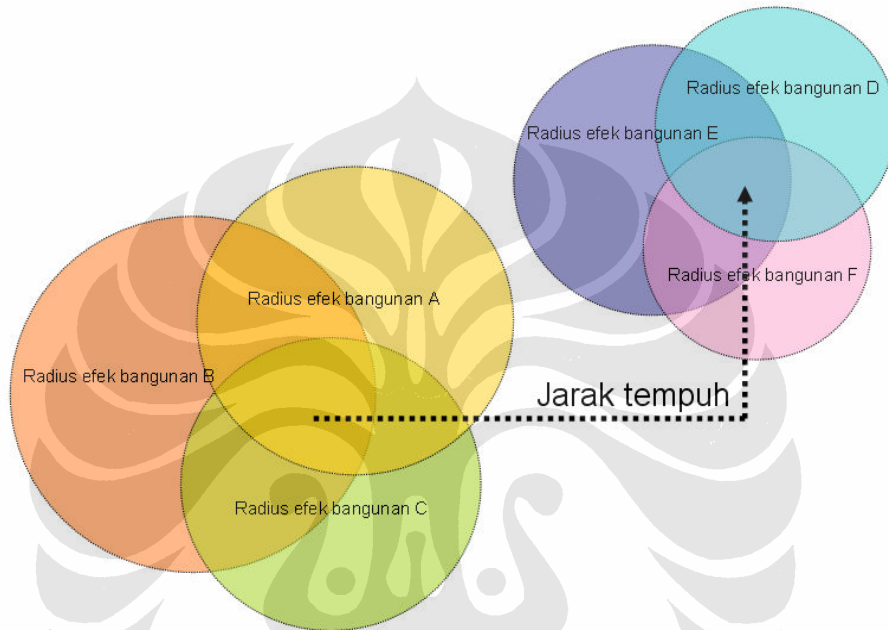 Radius efek bangunan D
Radius efek bangunan E
Radius efek bangunan F
Radius efek bangunan A
Radius efek bangunan B
Jarak tempuh
Radius efek bangunan C